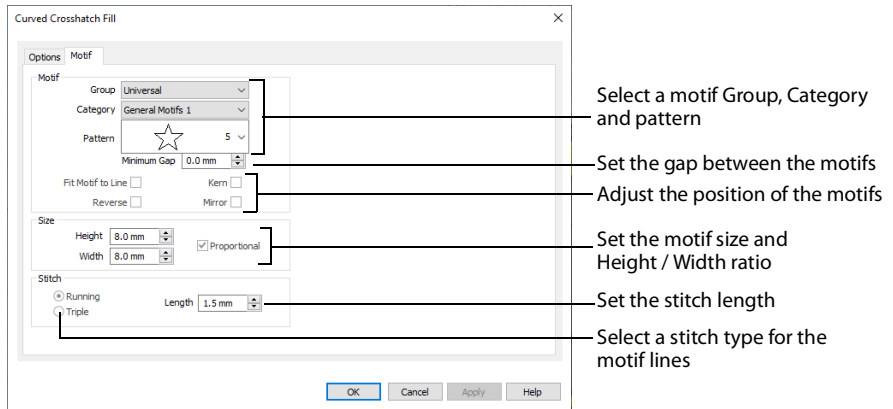 Curved Crosshatch Fill
Options Motif
Motif
Group Universal
Category General Motifs 1
Pattern 5
Minimum Gap 0.0 mm
Fit Motif to Line Kern
Reverse Mirror
Size
Height 8.0 mm
Proportional
Width 8.0 mm
Stitch
Running
Length 1.5 mm
Triple
OK Cancel Apply Help
Select a motif Group, Category
and pattern
Set the gap between the motifs
Adjust the position of the motifs
Set the motif size and
Height / Width ratio
Set the stitch length
Select a stitch type for the
motif lines